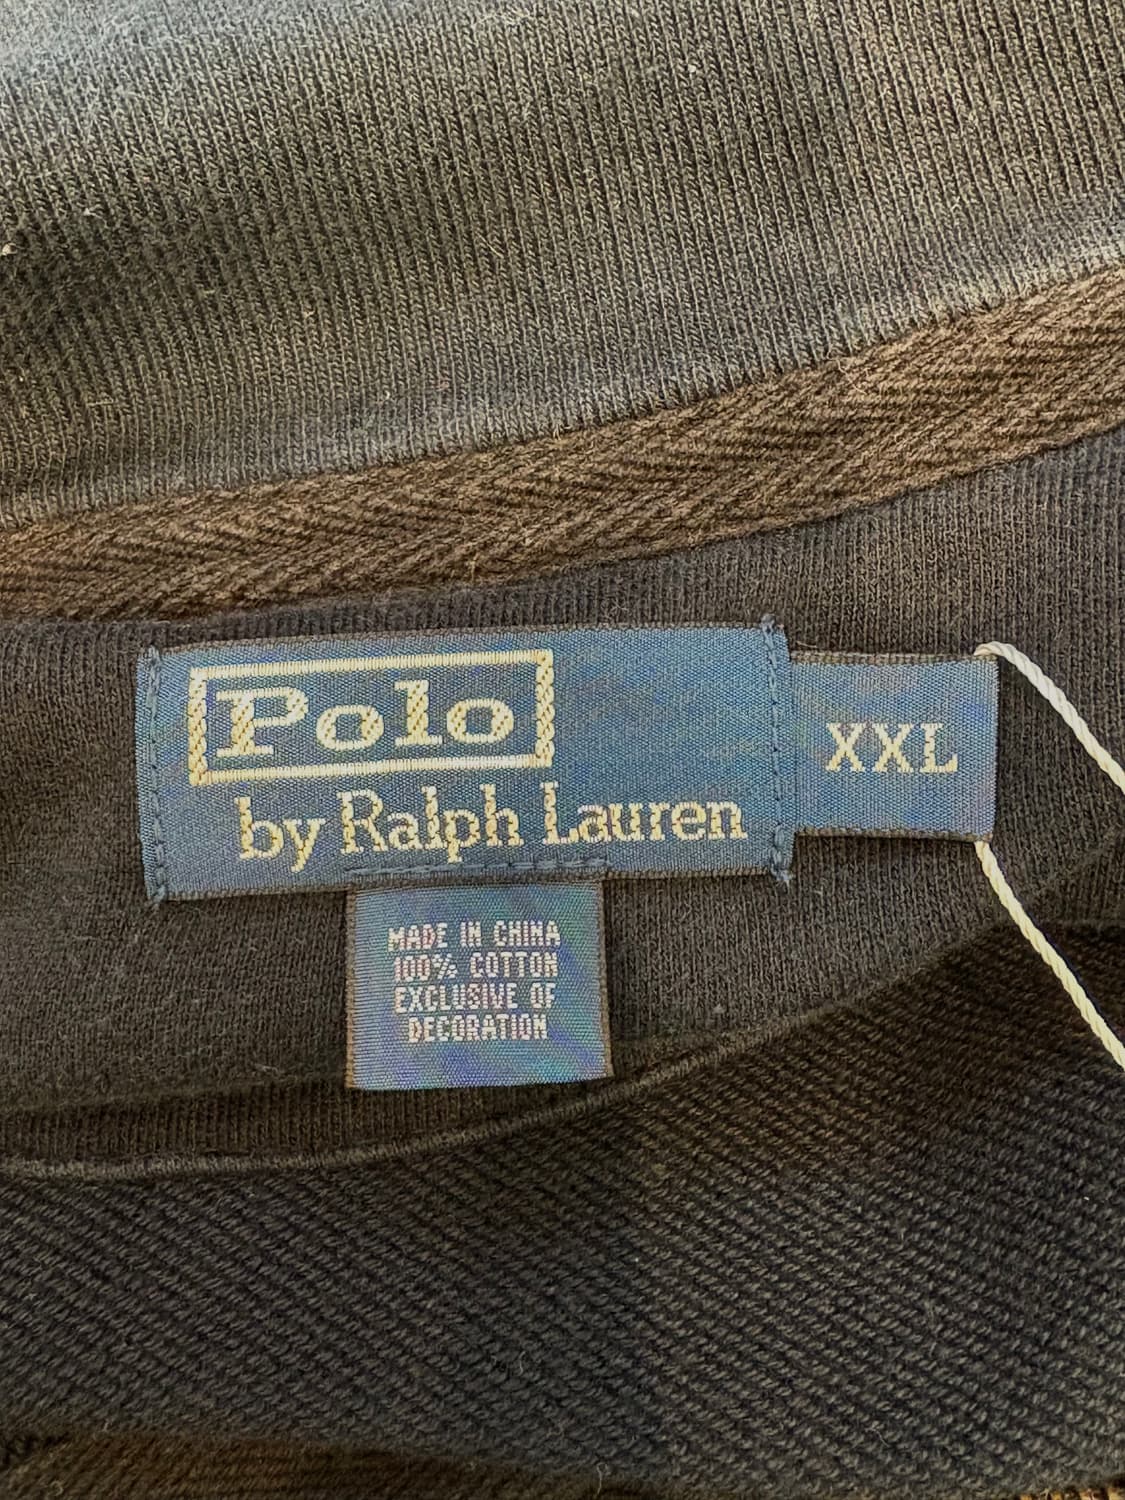 Polo
by Ralph Lauren
XXL
MADE IN CHINA
100% COTTON
EXCLUSIVE OF
DECORATION